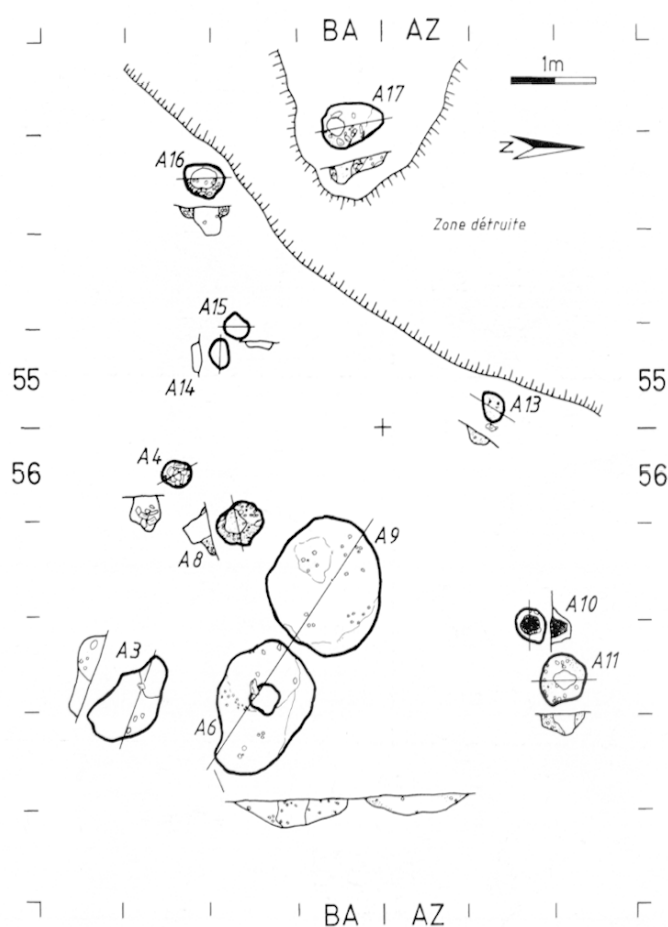 BA | AZ
1m
A17
A16
N
Zone détruite
A15
55
55
A14
A13
A4
56
56
A9
A8
A10
A3
A11
A6
BA | AZ